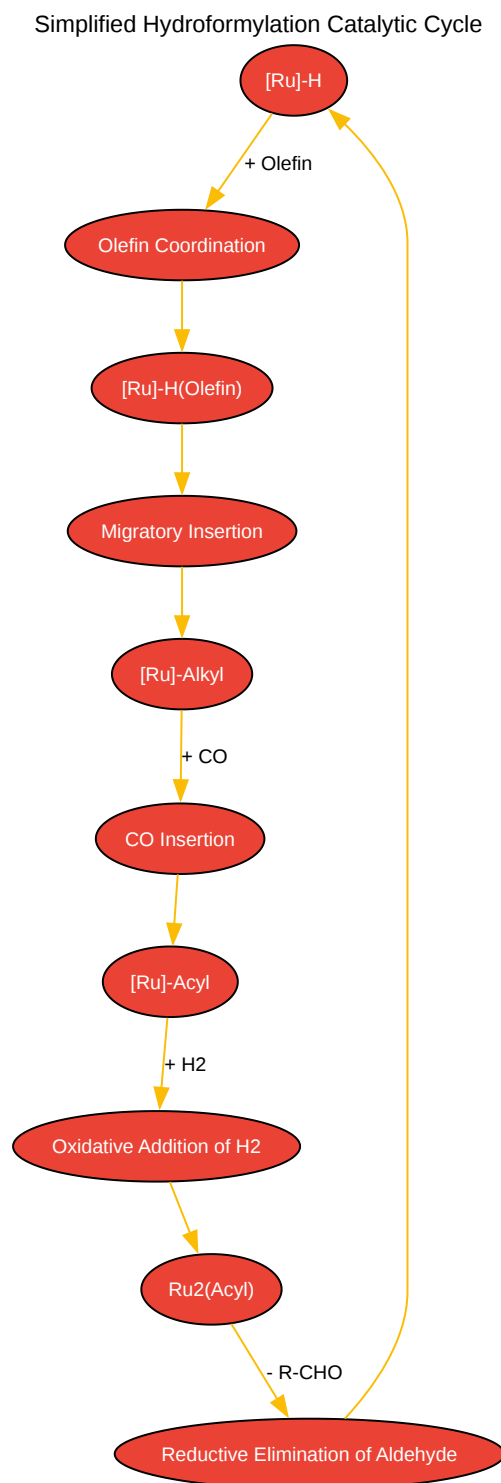 Simplified Hydroformylation Catalytic Cycle
[Ru]-H
+ Olefin
Olefin Coordination
[Ru]-H(Olefin)
Migratory Insertion
[Ru]-Alkyl
+ CO
CO Insertion
[Ru]-Acyl
+ H2
Oxidative Addition of H2
Ru2(Acyl)
- R-CHO
Reductive Elimination of Aldehyde